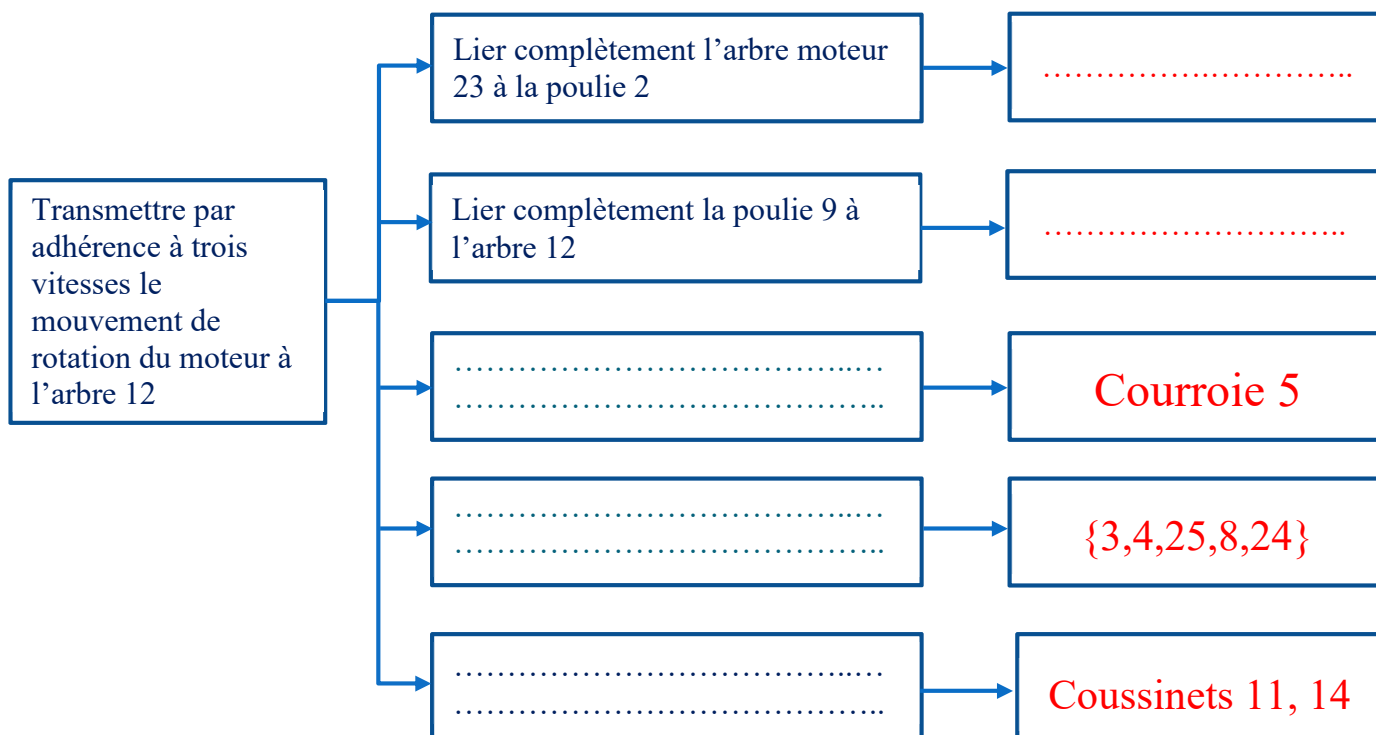 Lier complètement l’arbre moteur
23 à la poulie 2
……………..…………..
Transmettre par
adhérence à trois
vitesses le
mouvement de
rotation du moteur à
l’arbre 12
Lier complètement la poulie 9 à
l’arbre 12
………………………..
…………………………………..…
……………………………………..
Courroie 5
…………………………………..…
……………………………………..
{3,4,25,8,24}
…………………………………..…
……………………………………..
Coussinets 11, 14